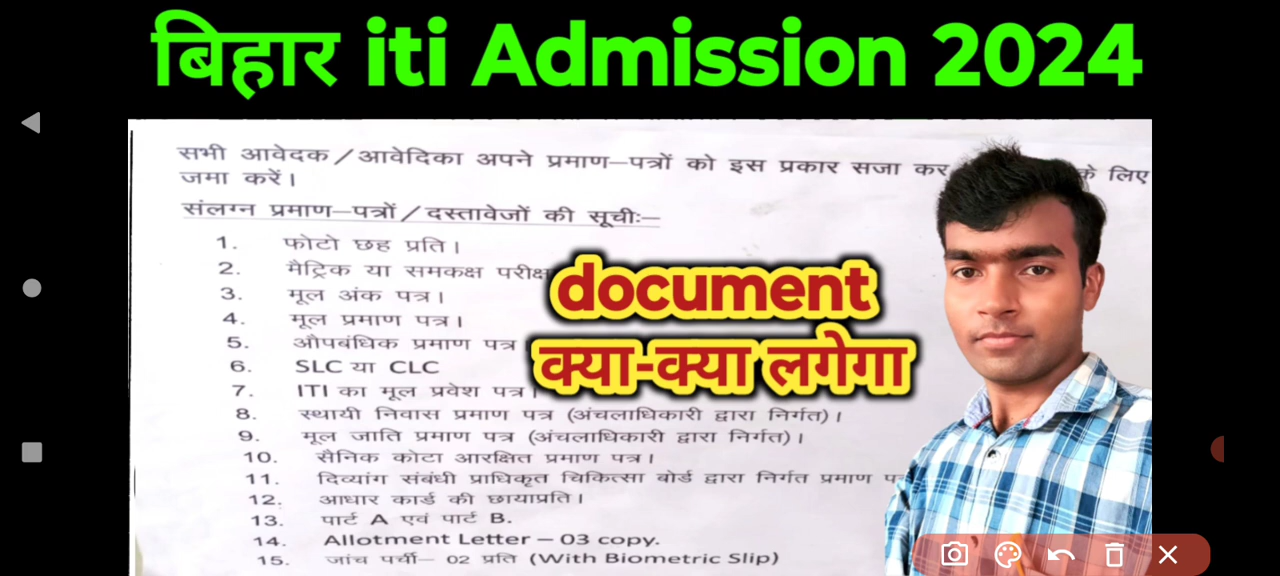 बिहार iti Admission 2024
सभी आवेदक/आवेदिका अपने प्रमाण–पत्रों को इस प्रकार सजा कर के लिए
जमा करें।
संलग्न प्रमाण–पत्रों/दस्तावेजों की सूचीः–
1. फोटो छह प्रति।
2. मैट्रिक या समकक्ष
3. मूल अंक पत्र।
4. मूल प्रमाण पत्र।
5. औपबंधिक प्रमाण पत्र
6. SLC या CLC
7. ITI का मूल प्रवेश पत्र।
document
क्या-क्या लगेगा
8. स्थायी निवास प्रमाण पत्र (अंचलाधिकारी द्वारा निर्गत)।
9. मूल जाति प्रमाण पत्र (अंचलाधिकारी द्वारा निर्गत)।
10. सैनिक कोटा आरक्षित प्रमाण पत्र।
11. दिव्यांग संबंधी प्राधिकृत चिकित्सा बोर्ड द्वारा निर्गत प्रमाण
12. आधार कार्ड की छायाप्रति।
13. पार्ट A एवं पार्ट B.
14. Allotment Letter – 03 copy.
15. जांच पर्ची– 02 प्रति (With Biometric Slip)